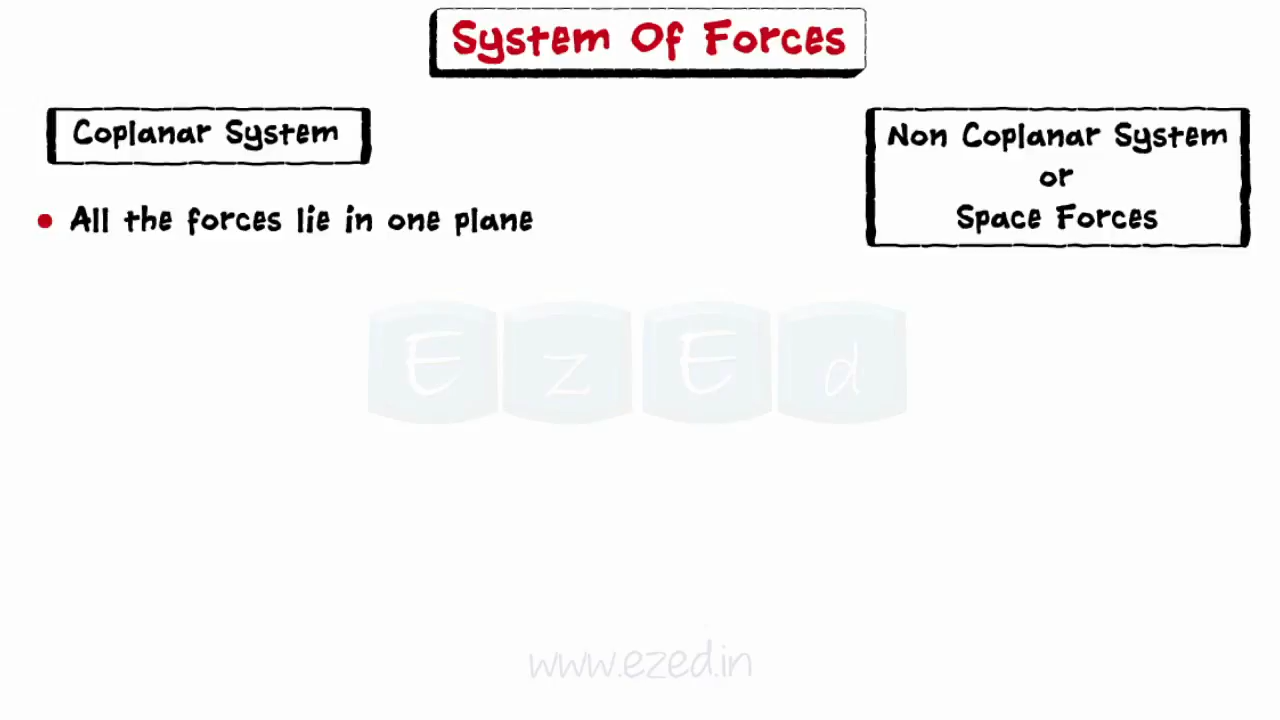 System Of Forces
Coplanar System
Non Coplanar System
or
Space Forces
• All the forces lie in one plane
E z E d
www.ezed.in